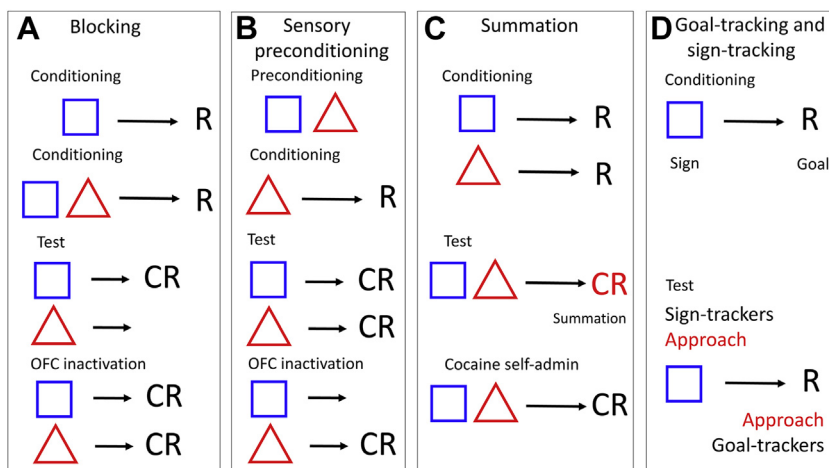 A Blocking
Conditioning
R
Conditioning
R
Test
CR
OFC inactivation
CR
CR
B Sensory
preconditioning
Preconditioning
Conditioning
R
Test
CR
CR
OFC inactivation
CR
C Summation
Conditioning
R
R
Test
CR
Summation
Cocaine self-admin
CR
D Goal-tracking and
sign-tracking
Conditioning
R
Sign Goal
Test
Sign-trackers
Approach
R
Approach
Goal-trackers